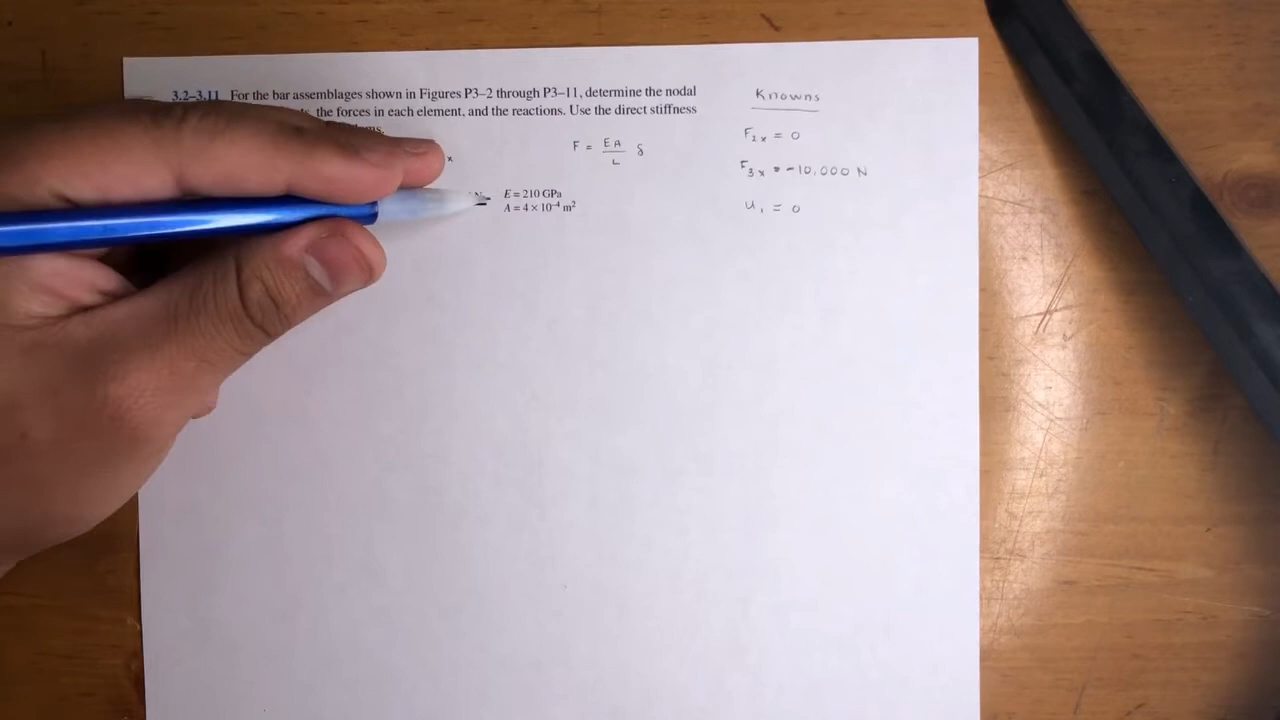 3.2–3.11 For the bar assemblages shown in Figures P3–2 through P3–11, determine the nodal
the forces in each element, and the reactions. Use the direct stiffness
x
E = 210 GPa
A = 4 × 10⁻⁴ m²
F = EA/L δ
Knowns
F2x = 0
F3x = -10,000 N
u1 = 0